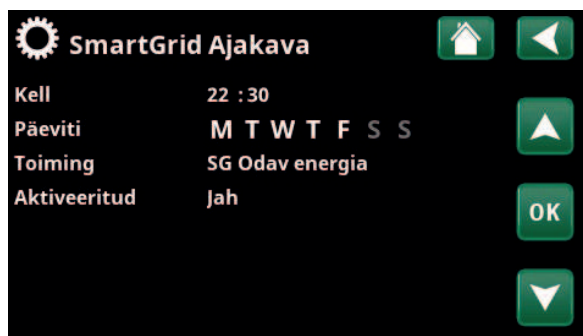 SmartGrid Ajakava
Kell 22 :30
Päeviti M T W T F S S
Toiming SG Odav energia
Aktiveeritud Jah
OK